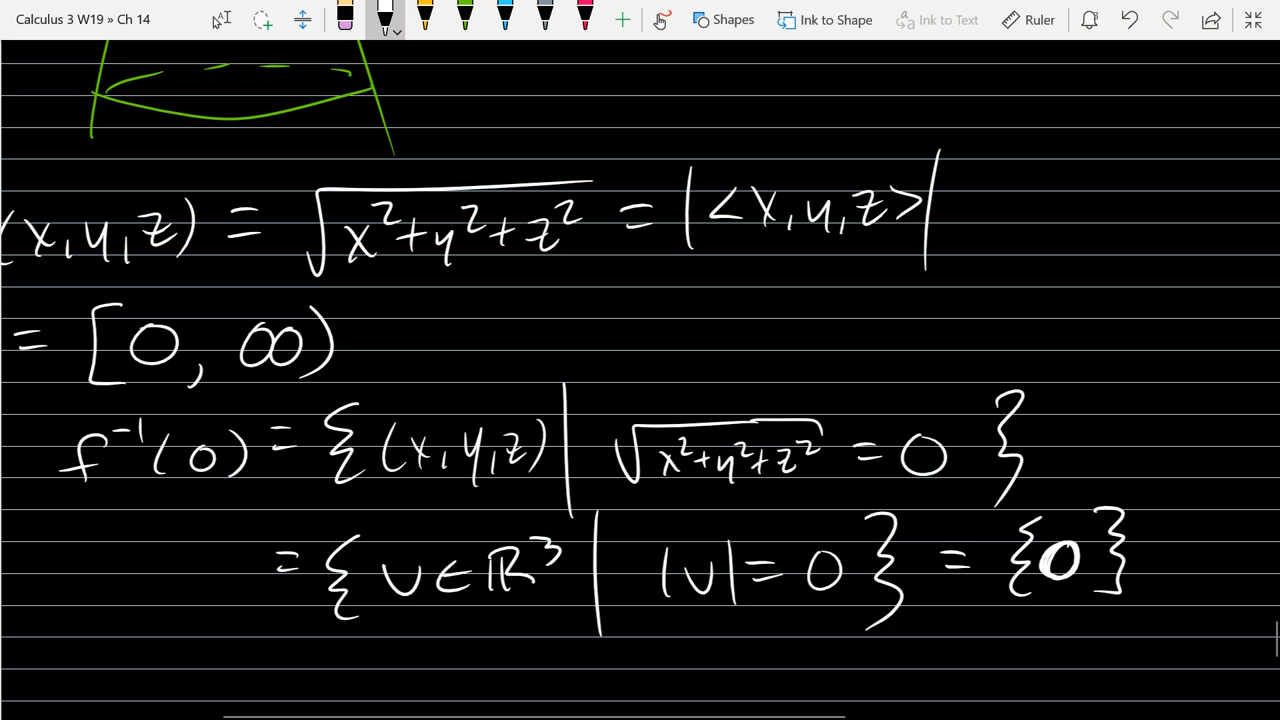 Calculus 3 W19 » Ch 14
Shapes
Ink to Shape
Ink to Text
Ruler
(x,y,z) = √(x²+y²+z²) = |<x,y,z>|
= [0, ∞)
f⁻¹(0) = {(x,y,z) | √(x²+y²+z²) = 0}
= {v∈ℝ³ | |v| = 0} = {0}